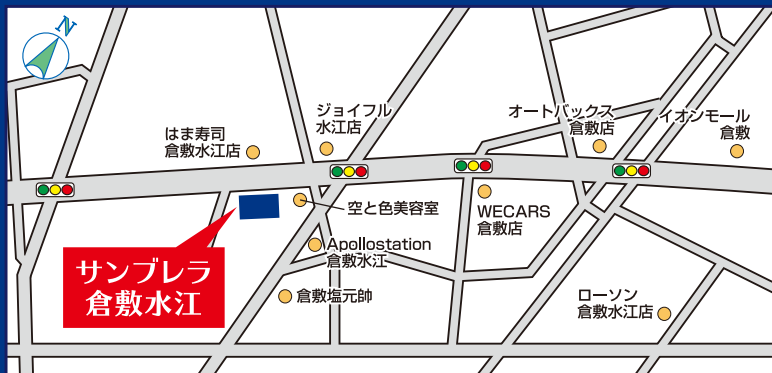 N
はま寿司
倉敷水江店
ジョイフル
水江店
オートバックス
倉敷店
イオンモール
倉敷
空と色美容室
WECARS
倉敷店
サンブレラ
倉敷水江
Apollostation
倉敷水江
倉敷塩元帥
ローソン
倉敷水江店